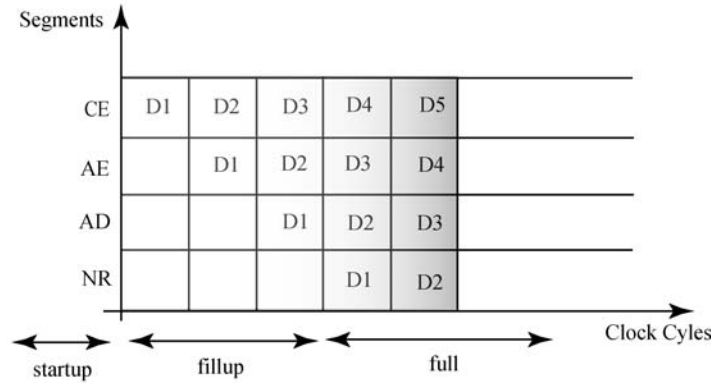 Segments
CE D1 D2 D3 D4 D5
AE D1 D2 D3 D4
AD D1 D2 D3
NR D1 D2
Clock Cyles
startup fillup full